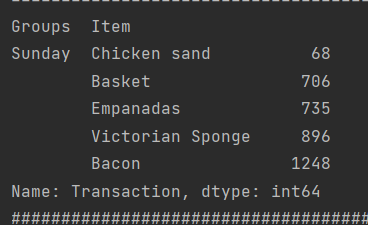 Groups  Item
Sunday  Chicken sand          68
        Basket               706
        Empanadas            735
        Victorian Sponge     896
        Bacon               1248
Name: Transaction, dtype: int64
####################################